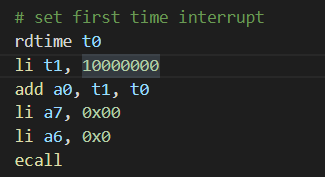 # set first time interrupt
rdtime t0
li t1, 10000000
add a0, t1, t0
li a7, 0x00
li a6, 0x0
ecall